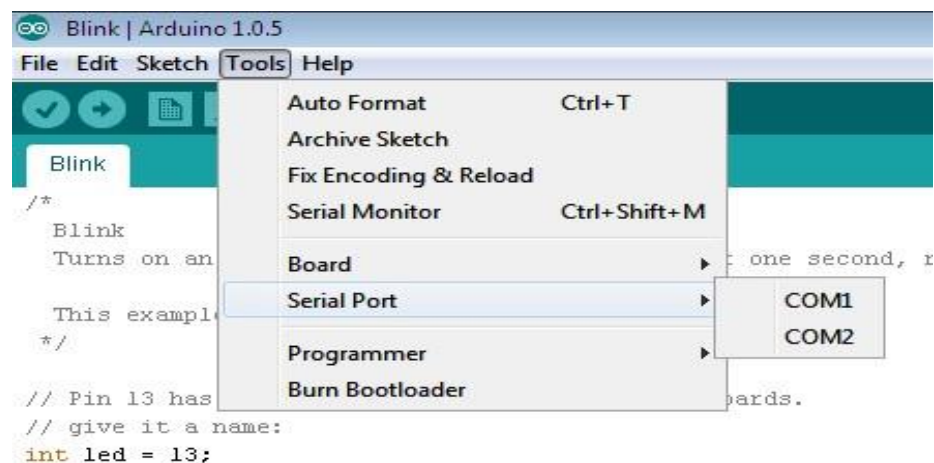 Blink | Arduino 1.0.5
File Edit Sketch Tools Help
Auto Format Ctrl+T
Archive Sketch
Fix Encoding & Reload
Serial Monitor Ctrl+Shift+M
Board
Serial Port
COM1
COM2
Programmer
Burn Bootloader
Blink
/*
Blink
Turns on an one second,
This
*/
// Pin 13 has
// give it a name:
int led = 13;